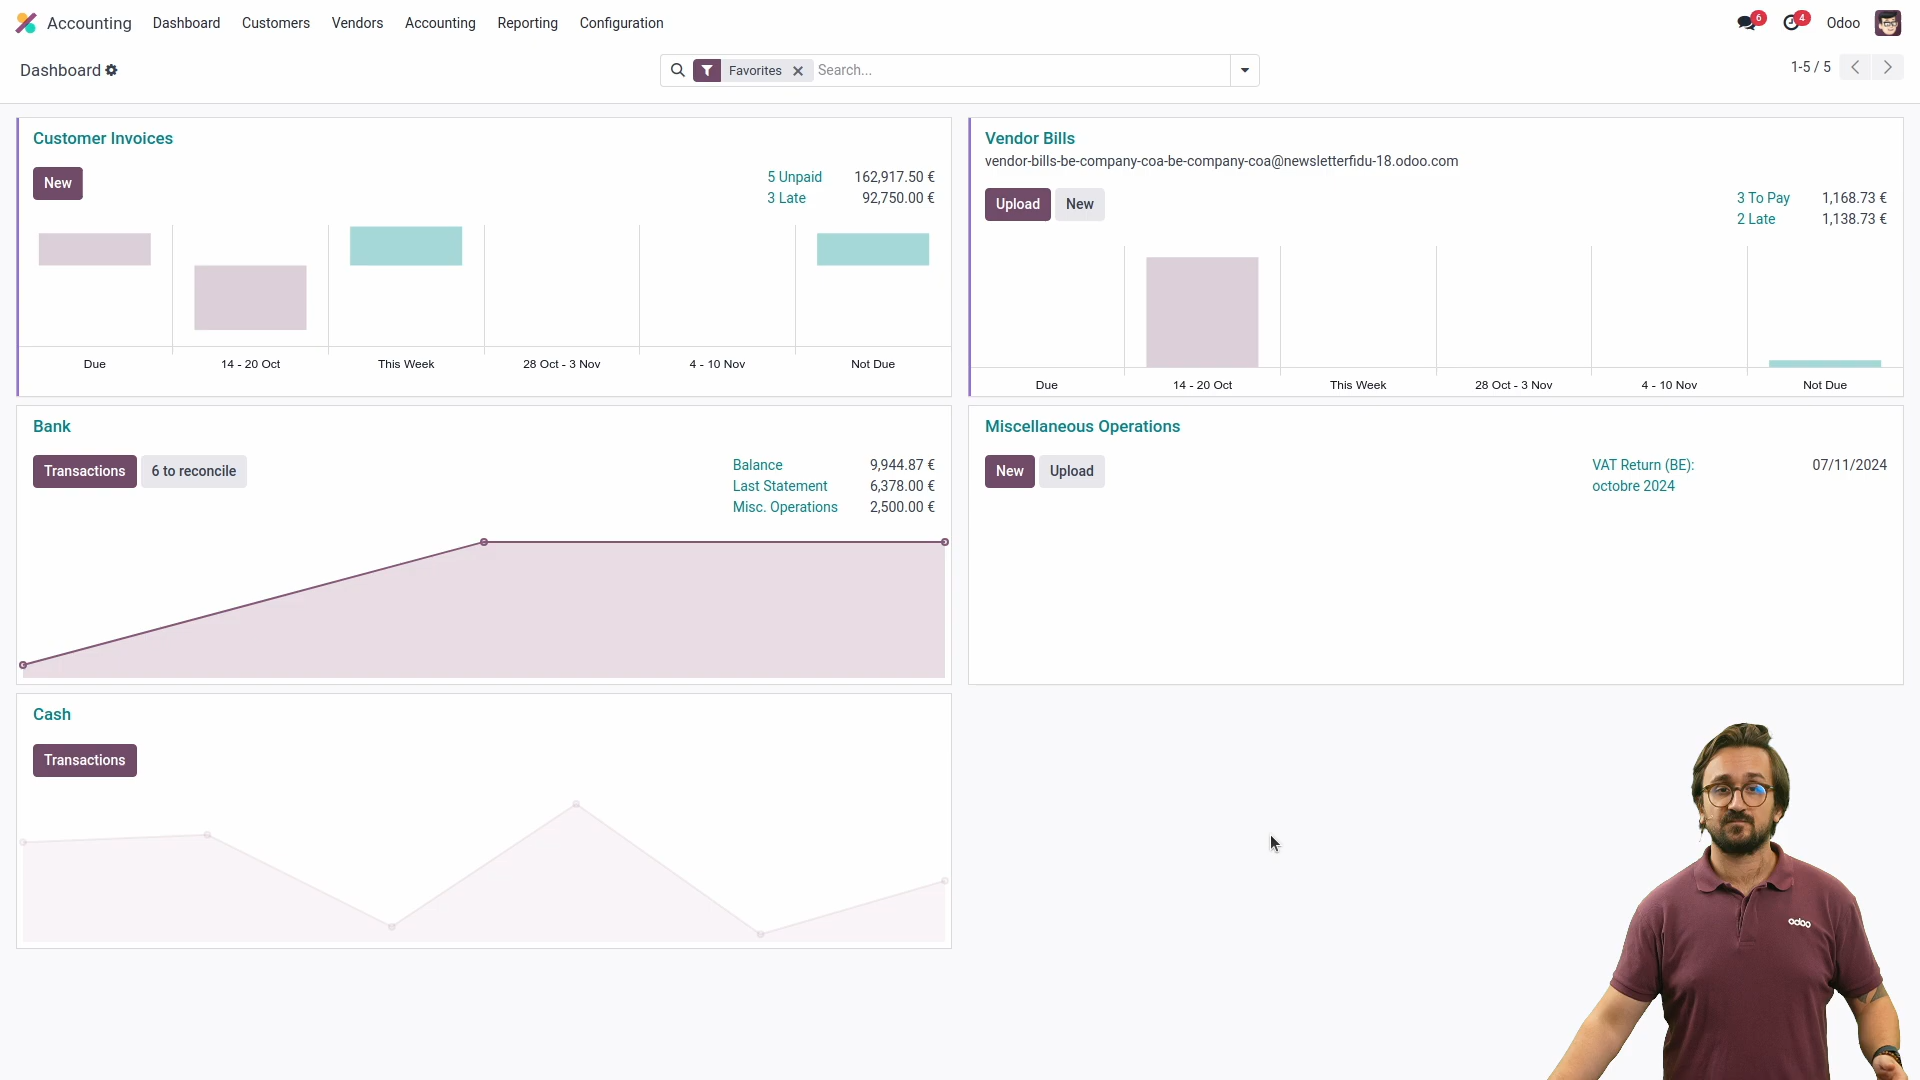 Accounting Dashboard Customers Vendors Accounting Reporting Configuration 6 4 Odoo
Dashboard Favorites Search... 1-5 / 5
Customer Invoices
New
5 Unpaid 162,917.50 €
3 Late 92,750.00 €
Due 14 - 20 Oct This Week 28 Oct - 3 Nov 4 - 10 Nov Not Due
Vendor Bills
vendor-bills-be-company-coa-be-company-coa@newsletterfidu-18.odoo.com
Upload New
3 To Pay 1,168.73 €
2 Late 1,138.73 €
Due 14 - 20 Oct This Week 28 Oct - 3 Nov 4 - 10 Nov Not Due
Bank
Transactions 6 to reconcile
Balance 9,944.87 €
Last Statement 6,378.00 €
Misc. Operations 2,500.00 €
Miscellaneous Operations
New Upload
VAT Return (BE): 07/11/2024
octobre 2024
Cash
Transactions
odoo